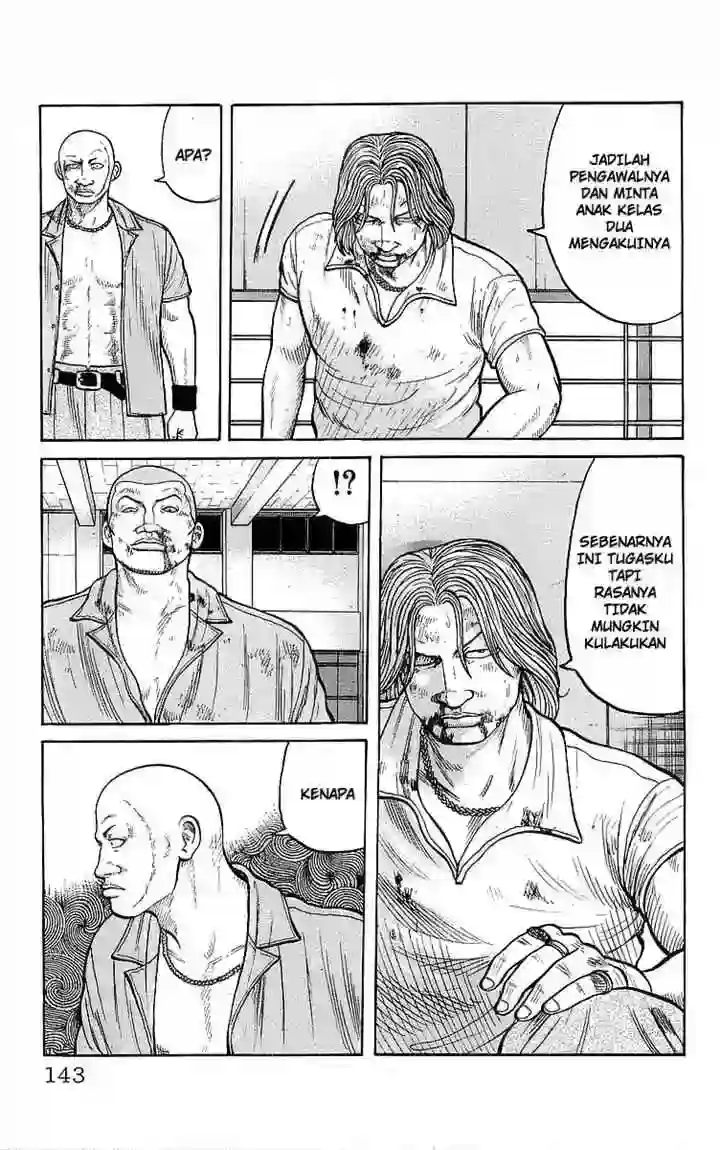 JADILAH
PENGAWALNYA
DAN MINTA
ANAK KELAS
DUA
MENGAKUINYA
APA?
SEBENARNYA
INI TUGASKU
TAPI
RASANYA
TIDAK
MUNGKIN
KULAKUKAN
!?
KENAPA
143